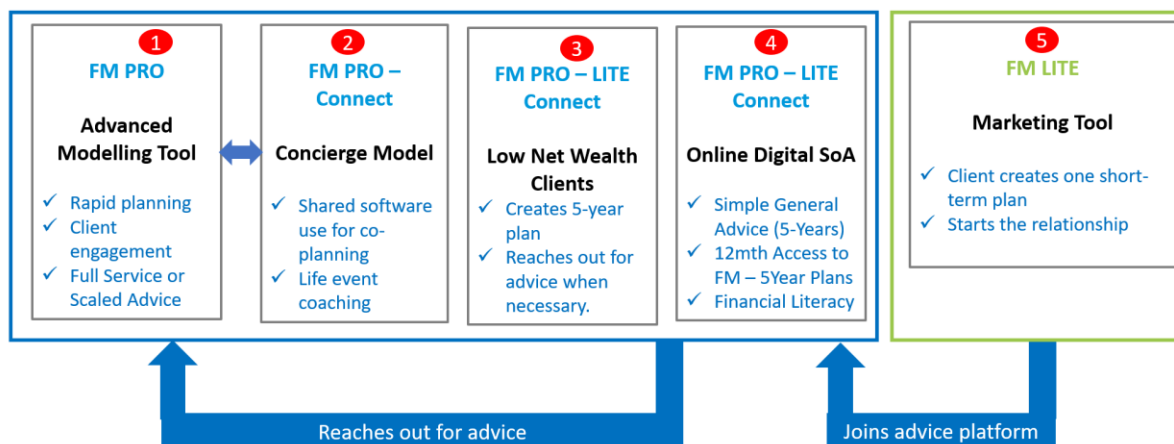 1
FM PRO
Advanced
Modelling Tool
✓ Rapid planning
✓ Client
engagement
✓ Full Service or
Scaled Advice
2
FM PRO –
Connect
Concierge Model
✓ Shared software
use for co-
planning
✓ Life event
coaching
3
FM PRO – LITE
Connect
Low Net Wealth
Clients
✓ Creates 5-year
plan
✓ Reaches out for
advice when
necessary.
4
FM PRO – LITE
Connect
Online Digital SoA
✓ Simple General
Advice (5-Years)
✓ 12mth Access to
FM – 5Year Plans
✓ Financial Literacy
5
FM LITE
Marketing Tool
✓ Client creates one short-
term plan
✓ Starts the relationship
Reaches out for advice
Joins advice platform